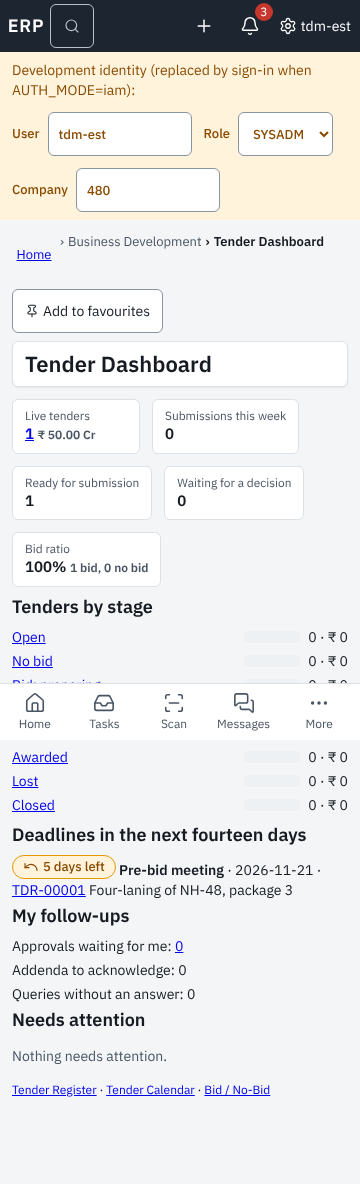 ERP
3
tdm-est
Development identity (replaced by sign-in when
AUTH_MODE=iam):
User tdm-est Role SYSADM
Company 480
Home › Business Development › Tender Dashboard
Add to favourites
Tender Dashboard
Live tenders
1 ₹ 50.00 Cr
Submissions this week
0
Ready for submission
1
Waiting for a decision
0
Bid ratio
100% 1 bid, 0 no bid
Tenders by stage
Open 0 · ₹ 0
No bid 0 · ₹ 0
Home Tasks Scan Messages More
Awarded 0 · ₹ 0
Lost 0 · ₹ 0
Closed 0 · ₹ 0
Deadlines in the next fourteen days
5 days left Pre-bid meeting · 2026-11-21 ·
TDR-00001 Four-laning of NH-48, package 3
My follow-ups
Approvals waiting for me: 0
Addenda to acknowledge: 0
Queries without an answer: 0
Needs attention
Nothing needs attention.
Tender Register · Tender Calendar · Bid / No-Bid